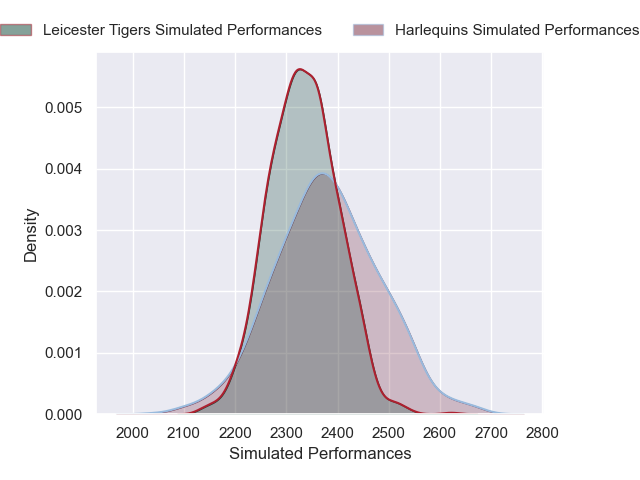 Leicester Tigers Simulated Performances Harlequins Simulated Performances
0.005
0.004
0.003
0.002
0.001
0.000
Density
2000 2100 2200 2300 2400 2500 2600 2700 2800
Simulated Performances